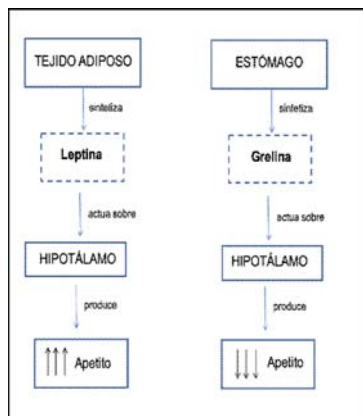 TEJIDO ADIPOSO
sintetiza
Leptina
actua sobre
HIPOTÁLAMO
produce
↑↑↑ Apetito
ESTÓMAGO
sintetiza
Grelina
actua sobre
HIPOTÁLAMO
produce
↓↓↓ Apetito